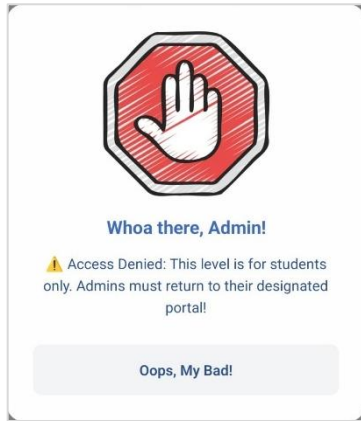 Whoa there, Admin!
⚠️ Access Denied: This level is for students
only. Admins must return to their designated
portal!
Oops, My Bad!